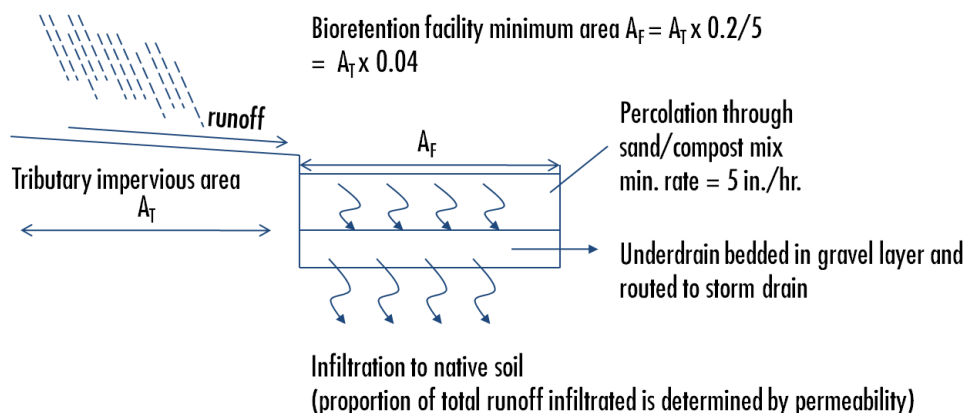 Bioretention facility minimum area A_F = A_T x 0.2/5
= A_T x 0.04
runoff
Percolation through
sand/compost mix
min. rate = 5 in./hr.
A_F
Tributary impervious area
A_T
Underdrain bedded in gravel layer and
routed to storm drain
Infiltration to native soil
(proportion of total runoff infiltrated is determined by permeability)